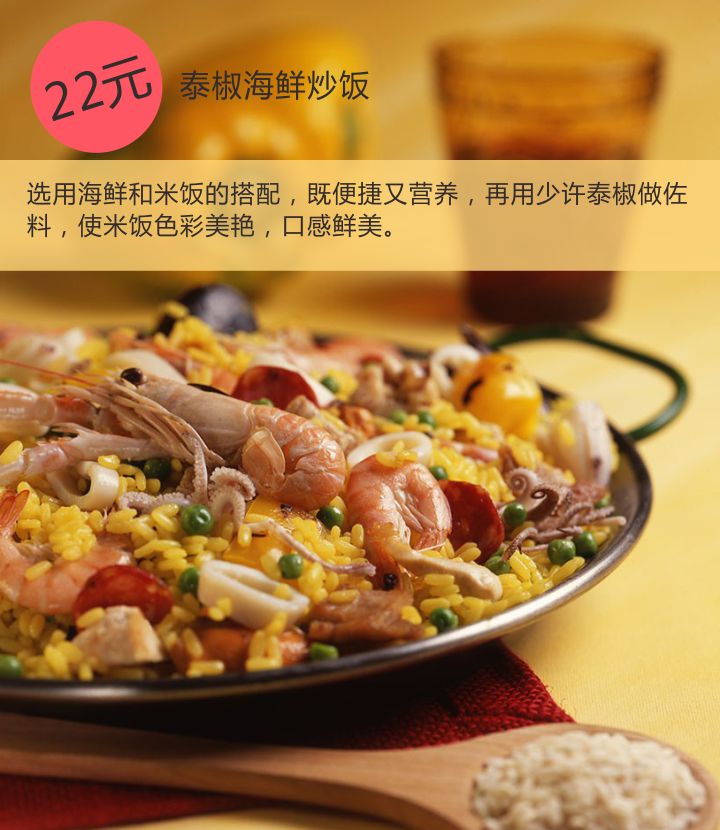 22元
泰椒海鲜炒饭
选用海鲜和米饭的搭配，既便捷又营养，再用少许泰椒做佐
料，使米饭色彩美艳，口感鲜美。